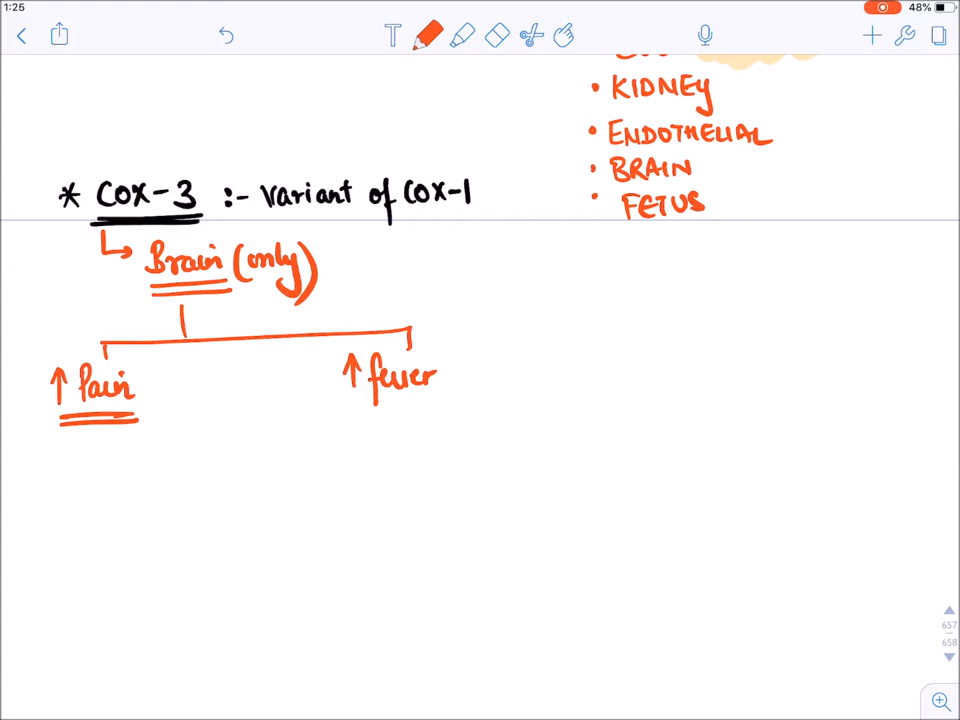 1:25
48%
T
• KIDNEY
• ENDOTHELIAL
• BRAIN
• FETUS
* COX-3 :- Variant of COX-1
Brain (only)
↑ Pain
↑ fever
657
658